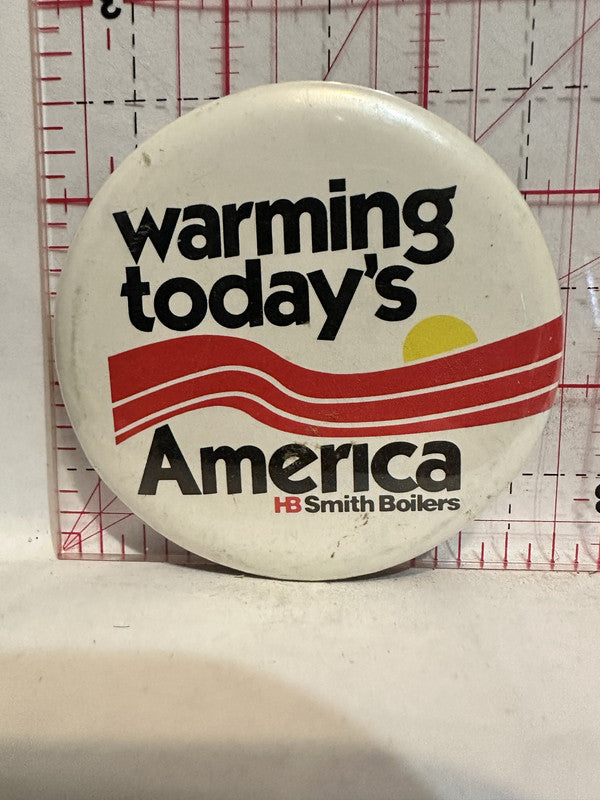 warming
today's
America
HB Smith Boilers